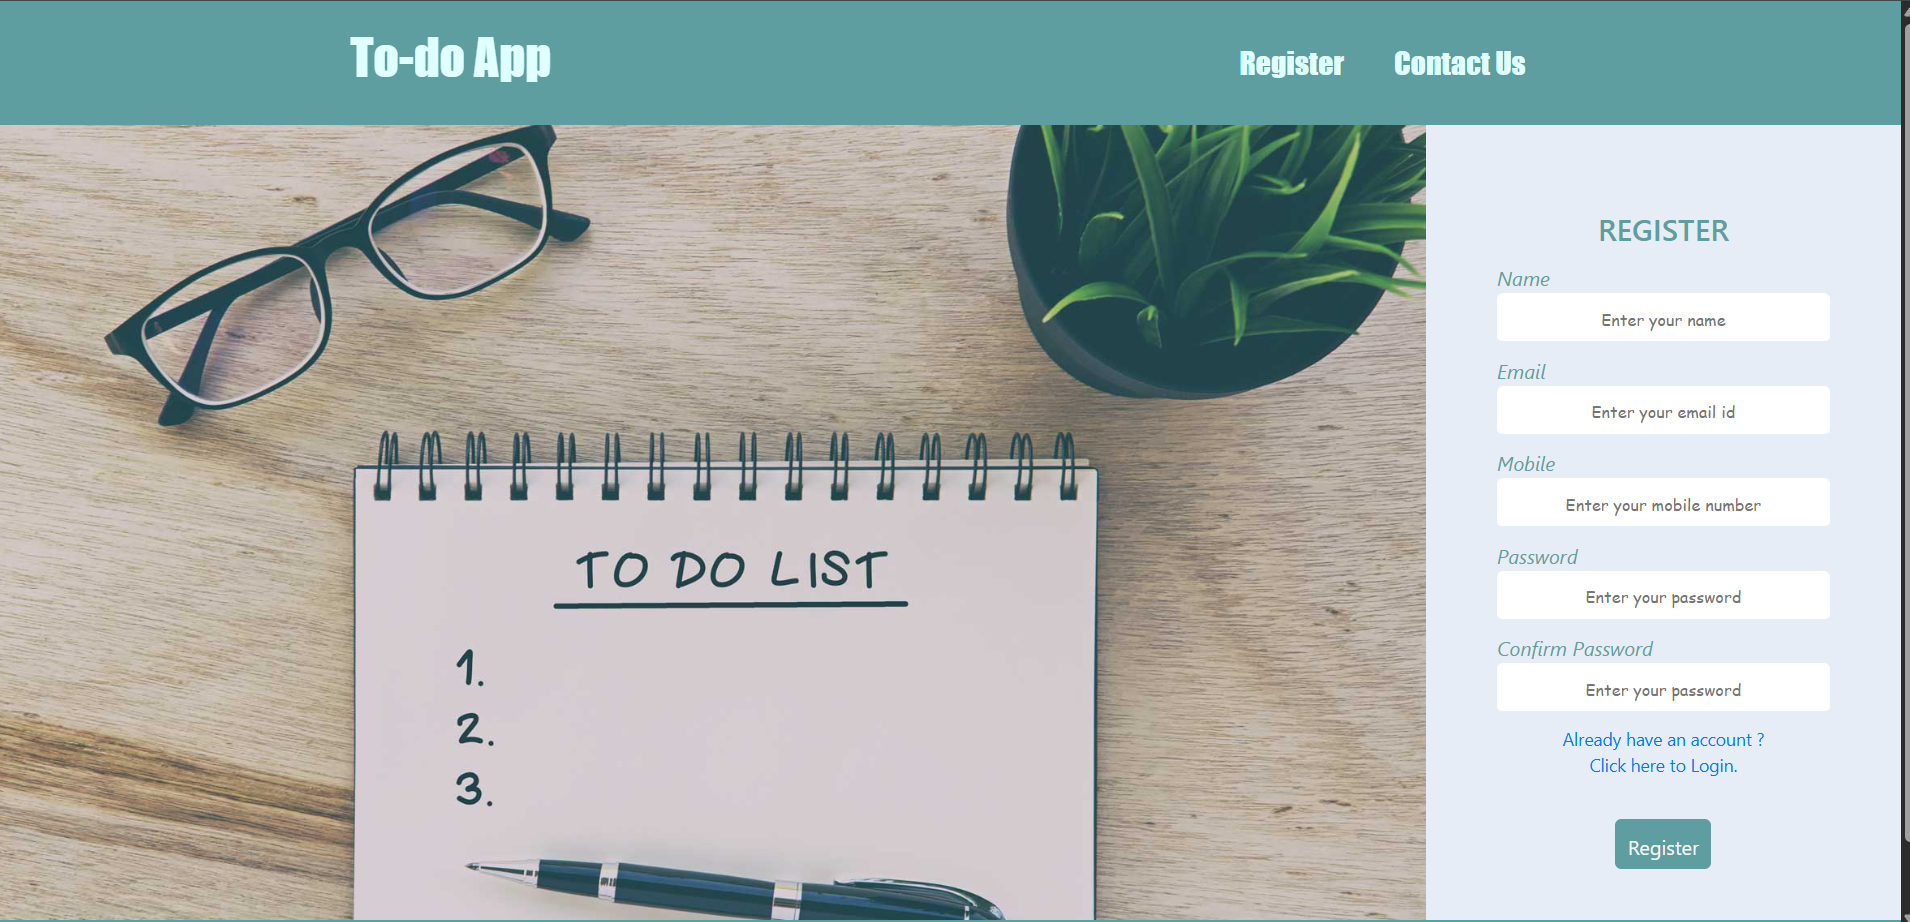 To-do App
Register
Contact Us
TO DO LIST
1.
2.
3.
REGISTER
Name
Enter your name
Email
Enter your email id
Mobile
Enter your mobile number
Password
Enter your password
Confirm Password
Enter your password
Already have an account ?
Click here to Login.
Register